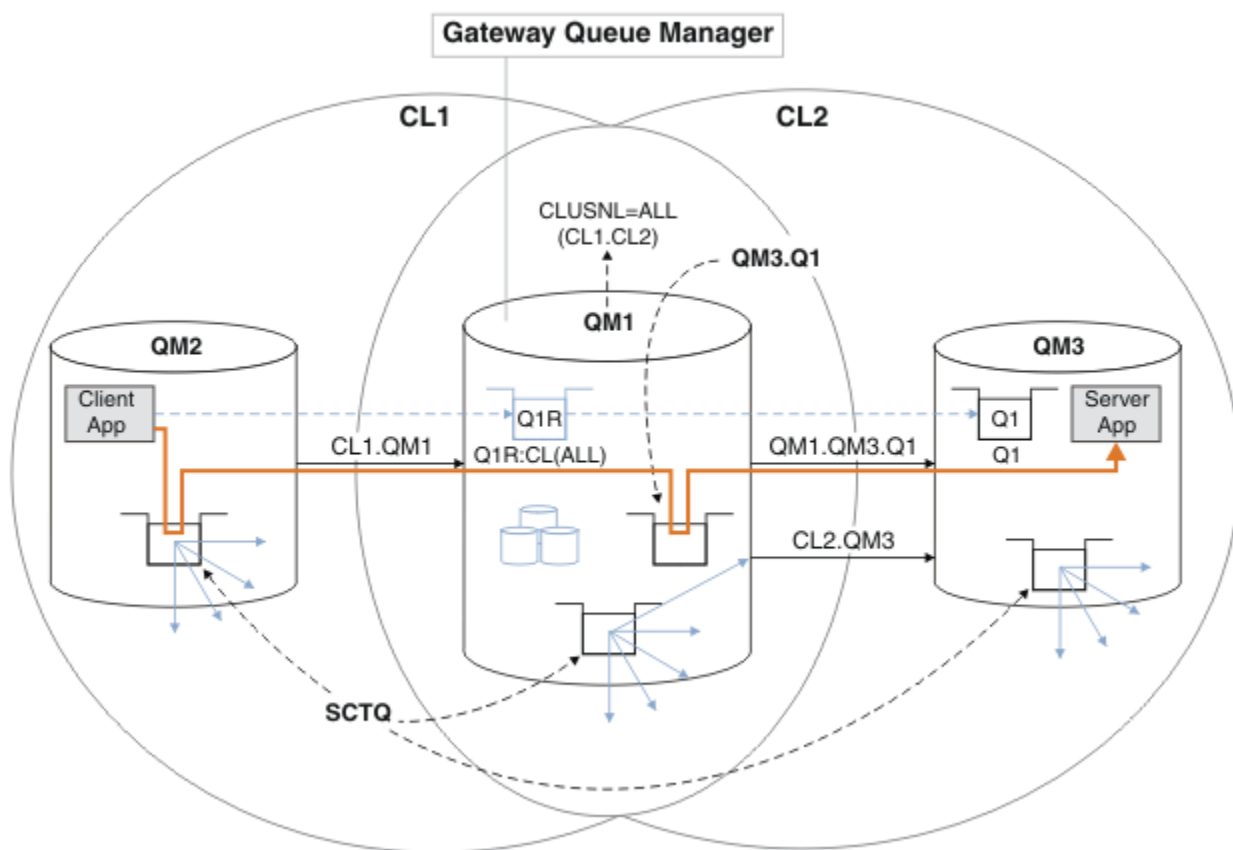 Gateway Queue Manager
CL1
CL2
CLUSNL=ALL
(CL1.CL2)
QM3.Q1
QM2
QM1
QM3
Client
App
Q1R
Q1
Server
App
CL1.QM1
Q1R:CL(ALL)
QM1.QM3.Q1
Q1
CL2.QM3
SCTQ